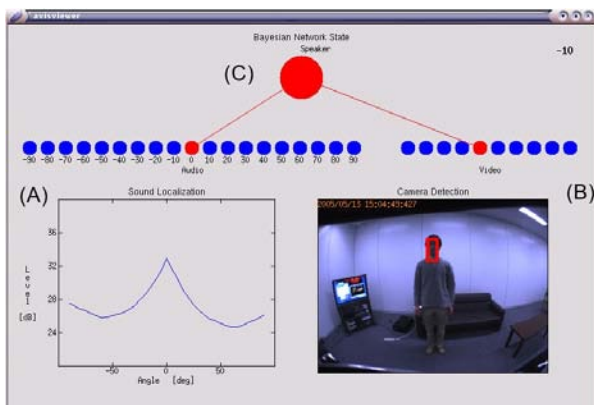 avisviewer
Bayesian Network State
Speaker
-10
(C)
-90 -80 -70 -60 -50 -40 -30 -20 -10 0 10 20 30 40 50 60 70 80 90
Audio
Video
(A)
Sound Localization
Camera Detection
(B)
2005/05/13 15:04:49:427
36
32
28
24
Level
[dB]
-50 0 50
Angle [deg]